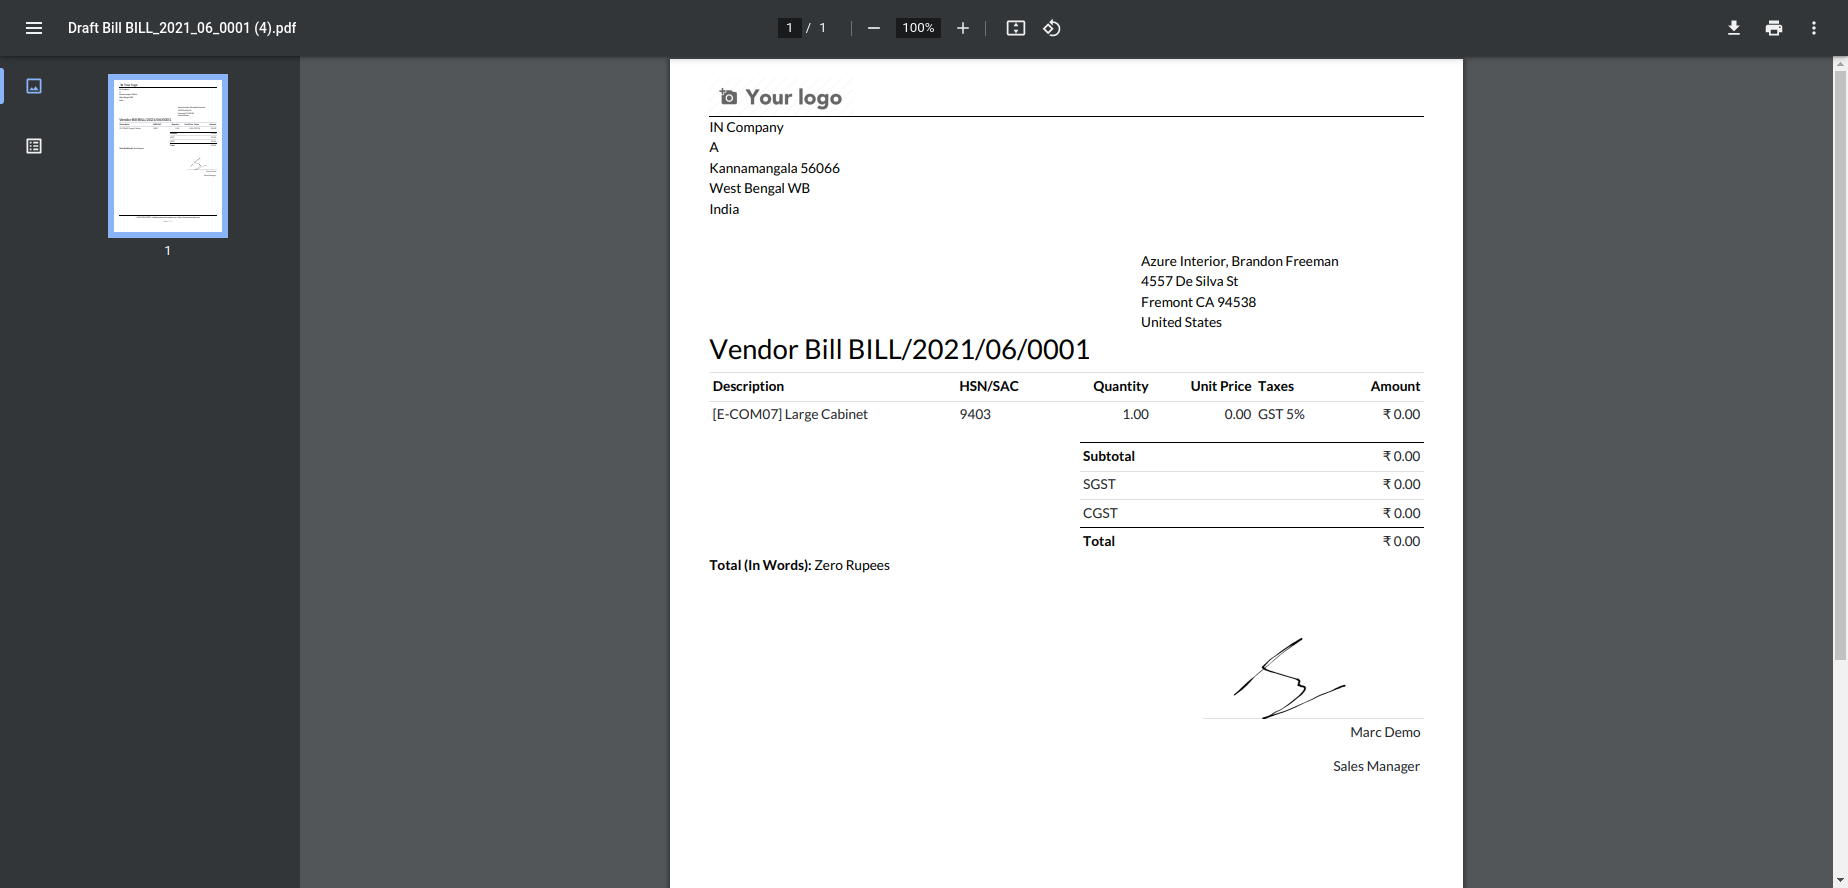 Draft Bill BILL_2021_06_0001 (4).pdf
1 / 1
100%
1
Your logo
IN Company
A
Kannamangala 56066
West Bengal WB
India
Azure Interior, Brandon Freeman
4557 De Silva St
Fremont CA 94538
United States
Vendor Bill BILL/2021/06/0001
Description HSN/SAC Quantity Unit Price Taxes Amount
[E-COM07] Large Cabinet 9403 1.00 0.00 GST 5% ₹ 0.00
Subtotal ₹ 0.00
SGST ₹ 0.00
CGST ₹ 0.00
Total ₹ 0.00
Total (In Words): Zero Rupees
Marc Demo
Sales Manager